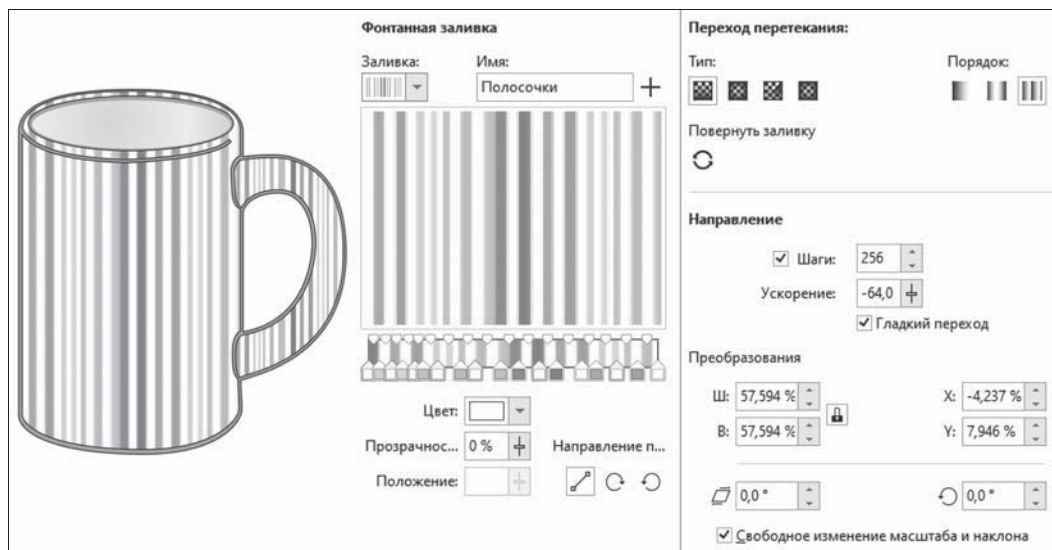 Фонтанная заливка
Заливка:
Имя:
Полосочки
Цвет:
Прозрачнос... 0 %
Направление п...
Положение:
Переход перетекания:
Тип:
Порядок:
Повернуть заливку
Направление
Шаги: 256
Ускорение: -64,0
Гладкий переход
Преобразования
Ш: 57,594 %
X: -4,237 %
В: 57,594 %
Y: 7,946 %
0,0 °
0,0 °
Свободное изменение масштаба и наклона